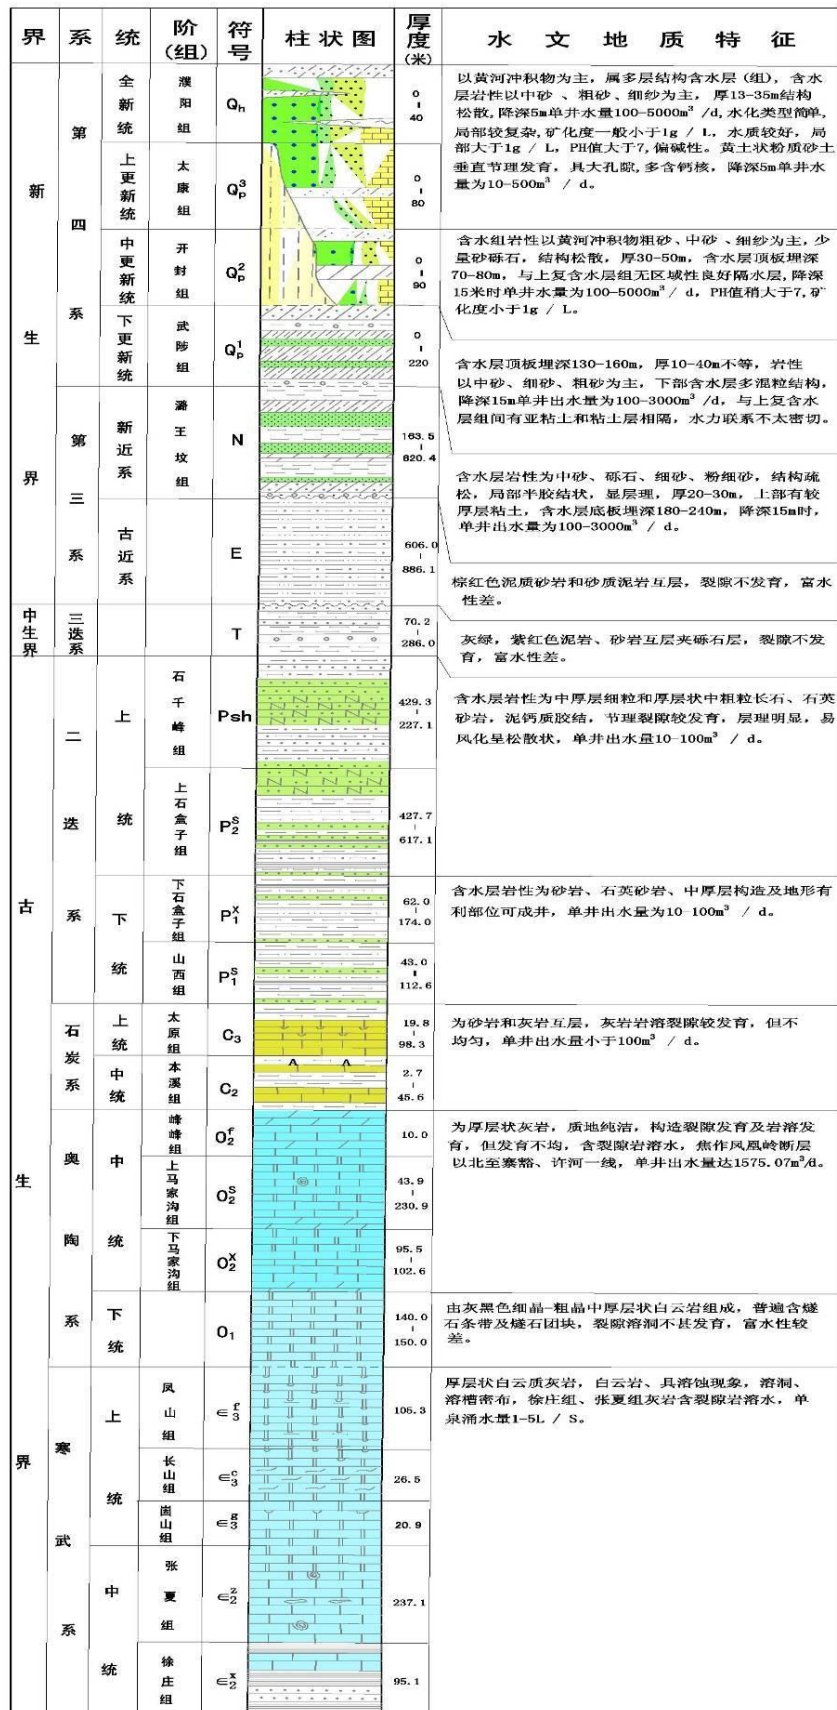 界 系 统 阶(组) 符号 柱状图 厚度(米) 水文地质特征
新生界 第四系 全新统 濮阳组 Qh 0-40
以黄河冲积物为主，属多层结构含水层(组)，含水
层岩性以中砂 、粗砂、细纱为主，厚13-35m结构
松散,降深5m单井水量100-5000m³ /d,水化类型简单,
局部较复杂,矿化度一般小于1g / L，水质较好，局
部大于1g / L，PH值大于7,偏碱性。黄土状粉质砂土
垂直节理发育，具大孔隙,多含钙核，降深5m单井水
量为10-500m³ / d。
上更新统 太康组 Qp³ 0-80
中更新统 开封组 Qp² 0-90
含水组岩性以黄河冲积物粗砂、中砂 、细纱为主，少
量砂砾石，结构松散，厚30-50m，含水层顶板埋深
70-80m，与上复含水层组无区域性良好隔水层,降深
15米时单井水量为100-5000m³/ d，PH值稍大于7,矿
化度小于1g / L。
下更新统 武陟组 Qp¹ 0-220
含水层顶板埋深130-160m，厚10-40m不等，岩性
以中砂、细砂、粗砂为主，下部含水层多混粒结构，
降深15m单井出水量为100-3000m³ /d，与上复含水
层组间有亚粘土和粘土层相隔，水力联系不太密切。
第三系 新近系 潞王坟组 N 163.5-820.4
含水层岩性为中砂、砾石、细砂、粉细砂，结构疏
松，局部半胶结状，显层理，厚20-30m，上部有较
厚层粘土，含水层底板埋深180-240m，降深15m时，
单井出水量为100-3000m³ / d。
古近系 E 606.0-886.1
棕红色泥质砂岩和砂质泥岩互层，裂隙不发育，富水
性差。
中生界 三迭系 T 70.2-286.0
灰绿，紫红色泥岩、砂岩互层夹砾石层，裂隙不发
育，富水性差。
古生界 二迭系 上统 石千峰组 Psh 429.3-227.1
含水层岩性为中厚层细粒和厚层状中粗粒长石、石英
砂岩，泥钙质胶结，节理裂隙较发育，层理明显，易
风化呈松散状，单井出水量10-100m³ / d。
上石盒子组 P₂ˢ 427.7-617.1
下统 下石盒子组 P₁ˣ 62.0-174.0
含水层岩性为砂岩、石英砂岩、中厚层构造及地形有
利部位可成井，单井出水量为10-100m³ / d。
山西组 P₁ˢ 43.0-112.6
石炭系 上统 太原组 C₃ 19.8-98.3
为砂岩和灰岩互层，灰岩岩溶裂隙较发育，但不
均匀，单井出水量小于100m³ / d。
中统 本溪组 C₂ 2.7-45.6
奥陶系 中统 峰峰组 O₂ᶠ 10.0
为厚层状灰岩，质地纯洁，构造裂隙发育及岩溶发
育，但发育不均，含裂隙岩溶水，焦作凤凰岭断层
以北至寨豁、许河一线，单井出水量达1575.07m³/d。
上马家沟组 O₂ˢ 43.9-230.9
下马家沟组 O₂ˣ 95.5-102.6
下统 O₁ 140.0-150.0
由灰黑色细晶-粗晶中厚层状白云岩组成，普遍含燧
石条带及燧石团块，裂隙溶洞不甚发育，富水性较
差。
寒武系 上统 凤山组 ∈₃ᶠ 105.3
厚层状白云质灰岩，白云岩、具溶蚀现象，溶洞、
溶槽密布，徐庄组、张夏组灰岩含裂隙岩溶水，单
泉涌水量1-5L / S。
长山组 ∈₃ᶜ 26.5
崮山组 ∈₃ᵍ 20.9
中统 张夏组 ∈₂ᶻ 237.1
徐庄组 ∈₂ˣ 95.1